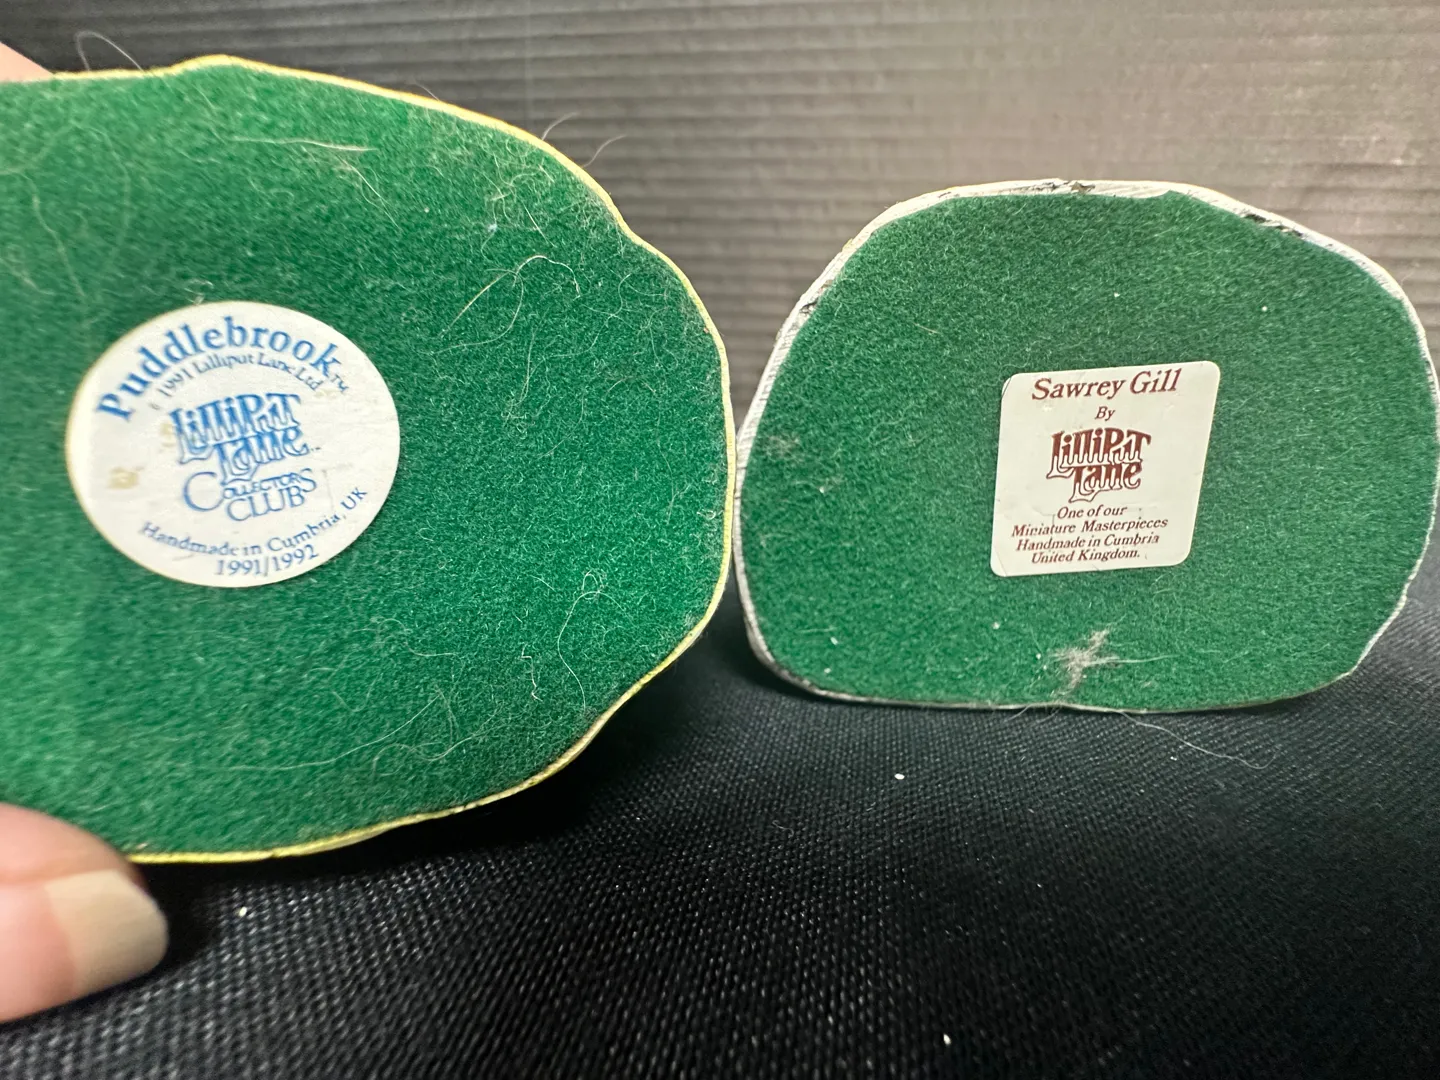 Puddlebrook™
© 1991 Lilliput Lane Ltd
LiLLiPuT
Lane™
COLLECTORS
CLUB
Handmade in Cumbria, UK
1991/1992
Sawrey Gill
By
LiLLiPuT
Lane
One of our
Miniature Masterpieces
Handmade in Cumbria
United Kingdom.